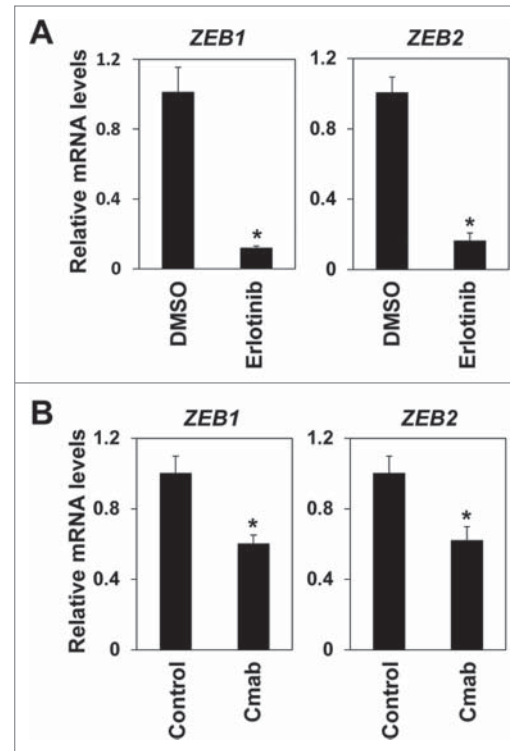 A
ZEB1 ZEB2
Relative mRNA levels
1.2 1.2
0.8 0.8
0.4 0.4
0 0
* *
DMSO Erlotinib DMSO Erlotinib
B
ZEB1 ZEB2
Relative mRNA levels
1.2 1.2
0.8 0.8
0.4 0.4
0 0
* *
Control Cmab Control Cmab